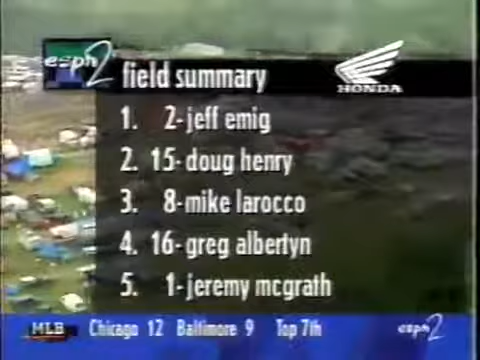 espn2 field summary
HONDA
1. 2-jeff emig
2. 15-doug henry
3. 8-mike larocco
4. 16-greg albertyn
5. 1-jeremy mcgrath
MLB Chicago 12 Baltimore 9 Top 7th espn2